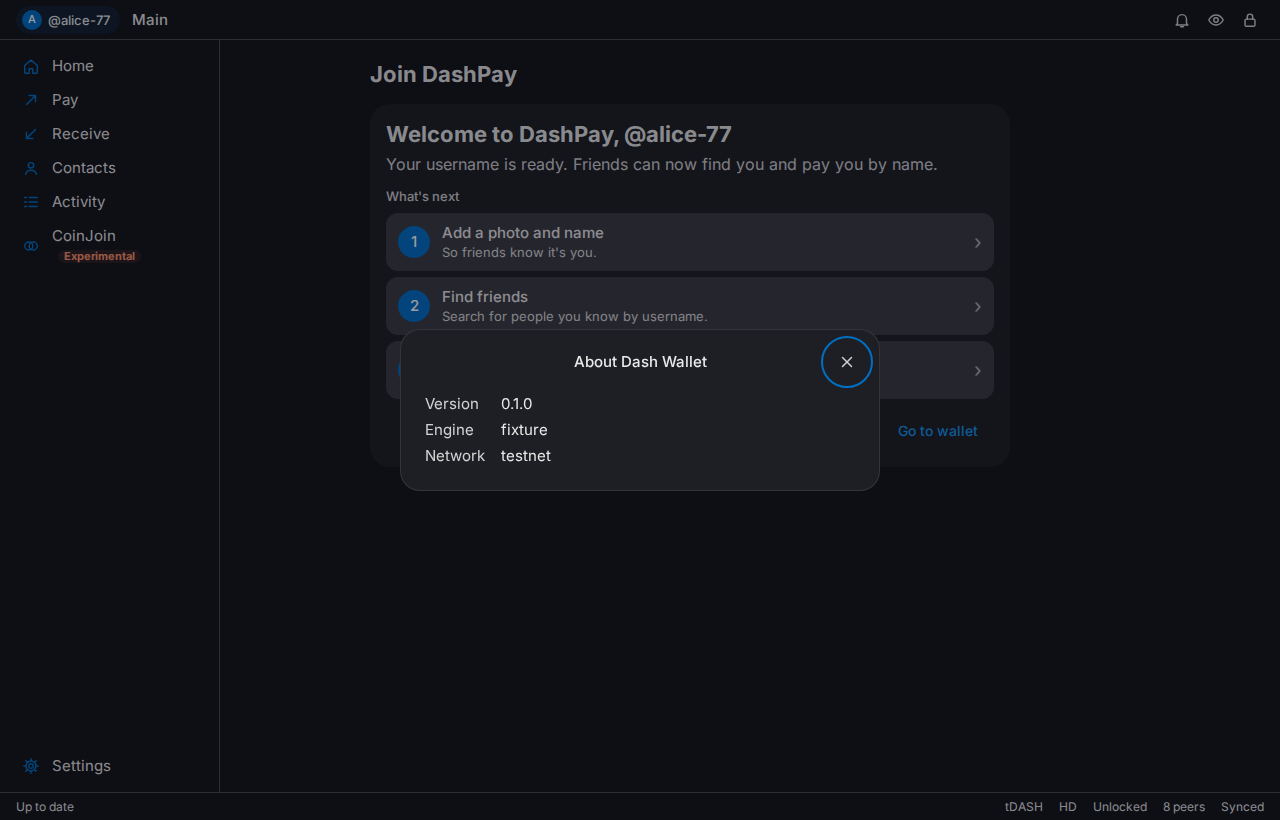 A @alice-77 Main
Home
Pay
Receive
Contacts
Activity
CoinJoin
Experimental
Settings
Join DashPay
Welcome to DashPay, @alice-77
Your username is ready. Friends can now find you and pay you by name.
What's next
1 Add a photo and name
So friends know it's you.
2 Find friends
Search for people you know by username.
Go to wallet
About Dash Wallet
Version 0.1.0
Engine fixture
Network testnet
Up to date
tDASH HD Unlocked 8 peers Synced